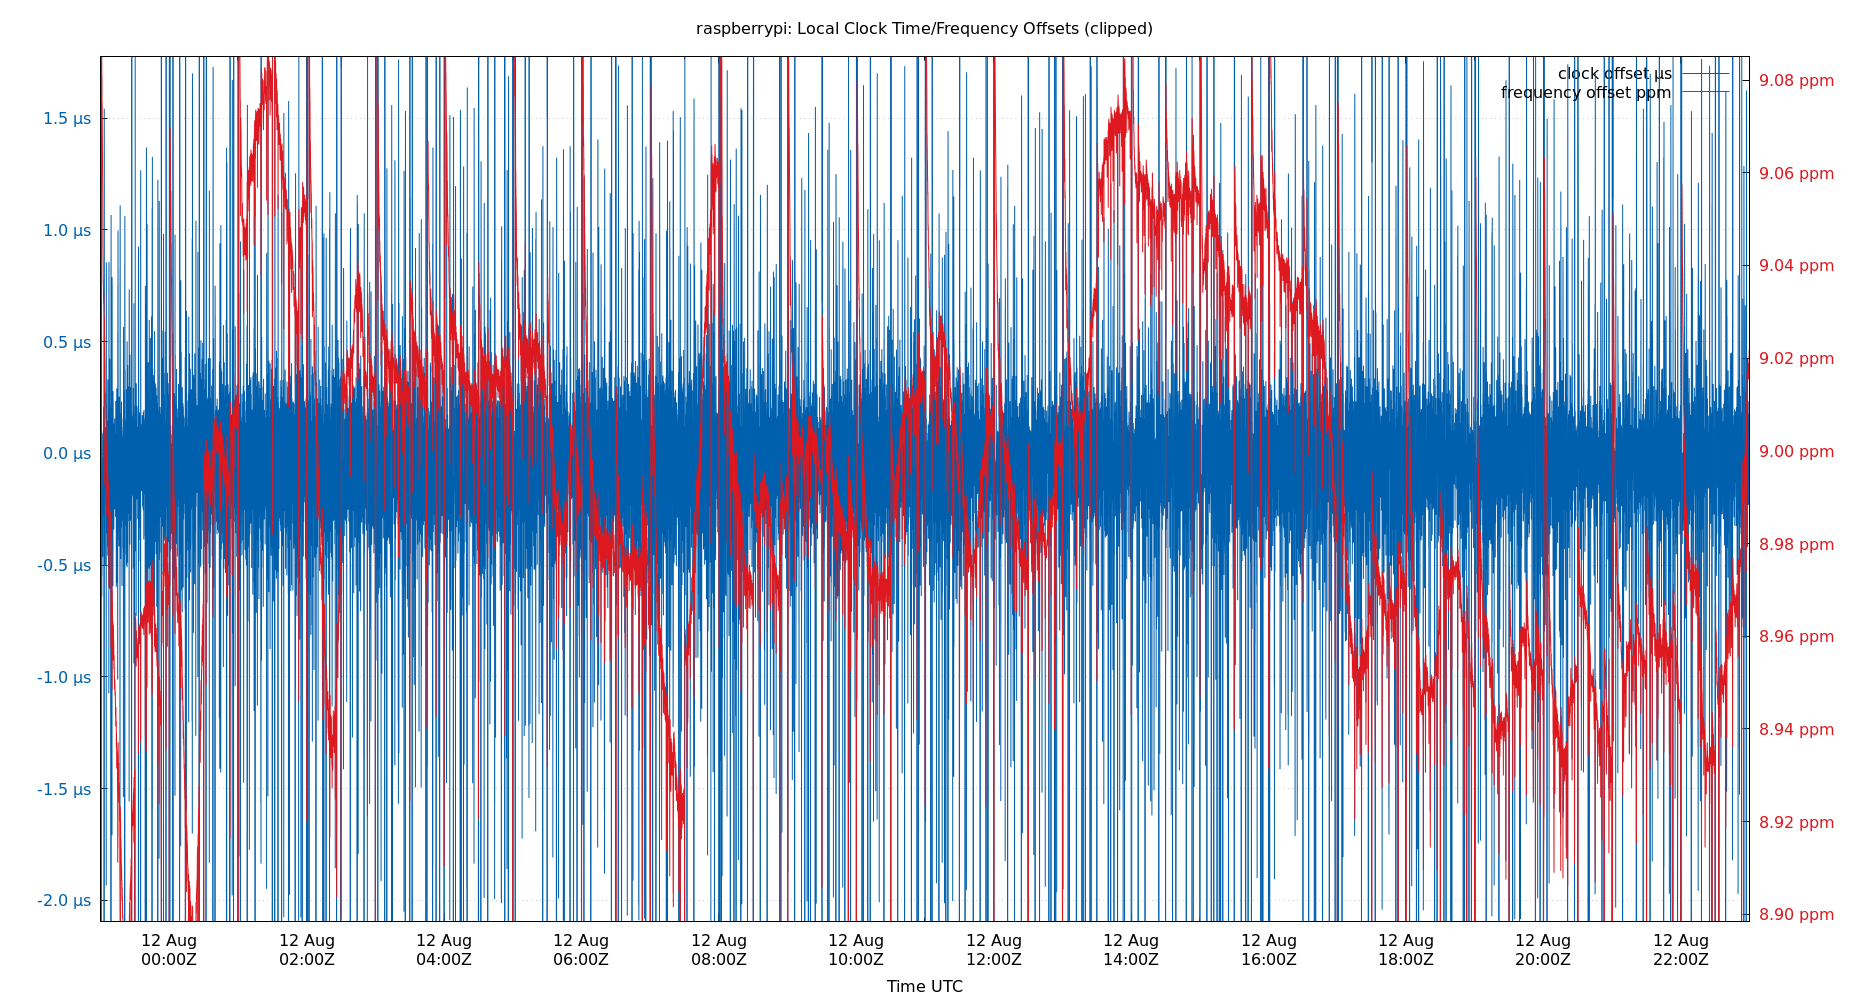 raspberrypi: Local Clock Time/Frequency Offsets (clipped)
clock offset µs
frequency offset ppm
1.5 µs
1.0 µs
0.5 µs
0.0 µs
-0.5 µs
-1.0 µs
-1.5 µs
-2.0 µs
9.08 ppm
9.06 ppm
9.04 ppm
9.02 ppm
9.00 ppm
8.98 ppm
8.96 ppm
8.94 ppm
8.92 ppm
8.90 ppm
12 Aug
00:00Z
12 Aug
02:00Z
12 Aug
04:00Z
12 Aug
06:00Z
12 Aug
08:00Z
12 Aug
10:00Z
12 Aug
12:00Z
12 Aug
14:00Z
12 Aug
16:00Z
12 Aug
18:00Z
12 Aug
20:00Z
12 Aug
22:00Z
Time UTC